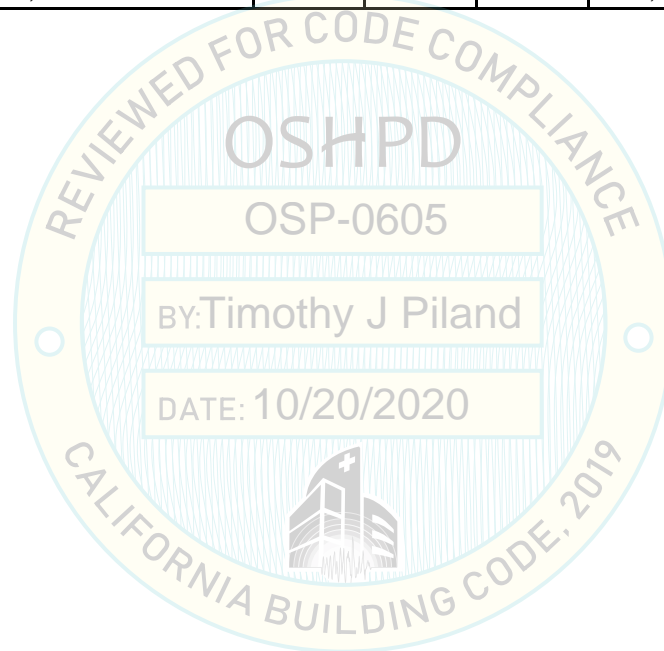 REVIEWED FOR CODE COMPLIANCE
OSHPD
OSP-0605
BY:Timothy J Piland
DATE: 10/20/2020
CALIFORNIA BUILDING CODE, 2019